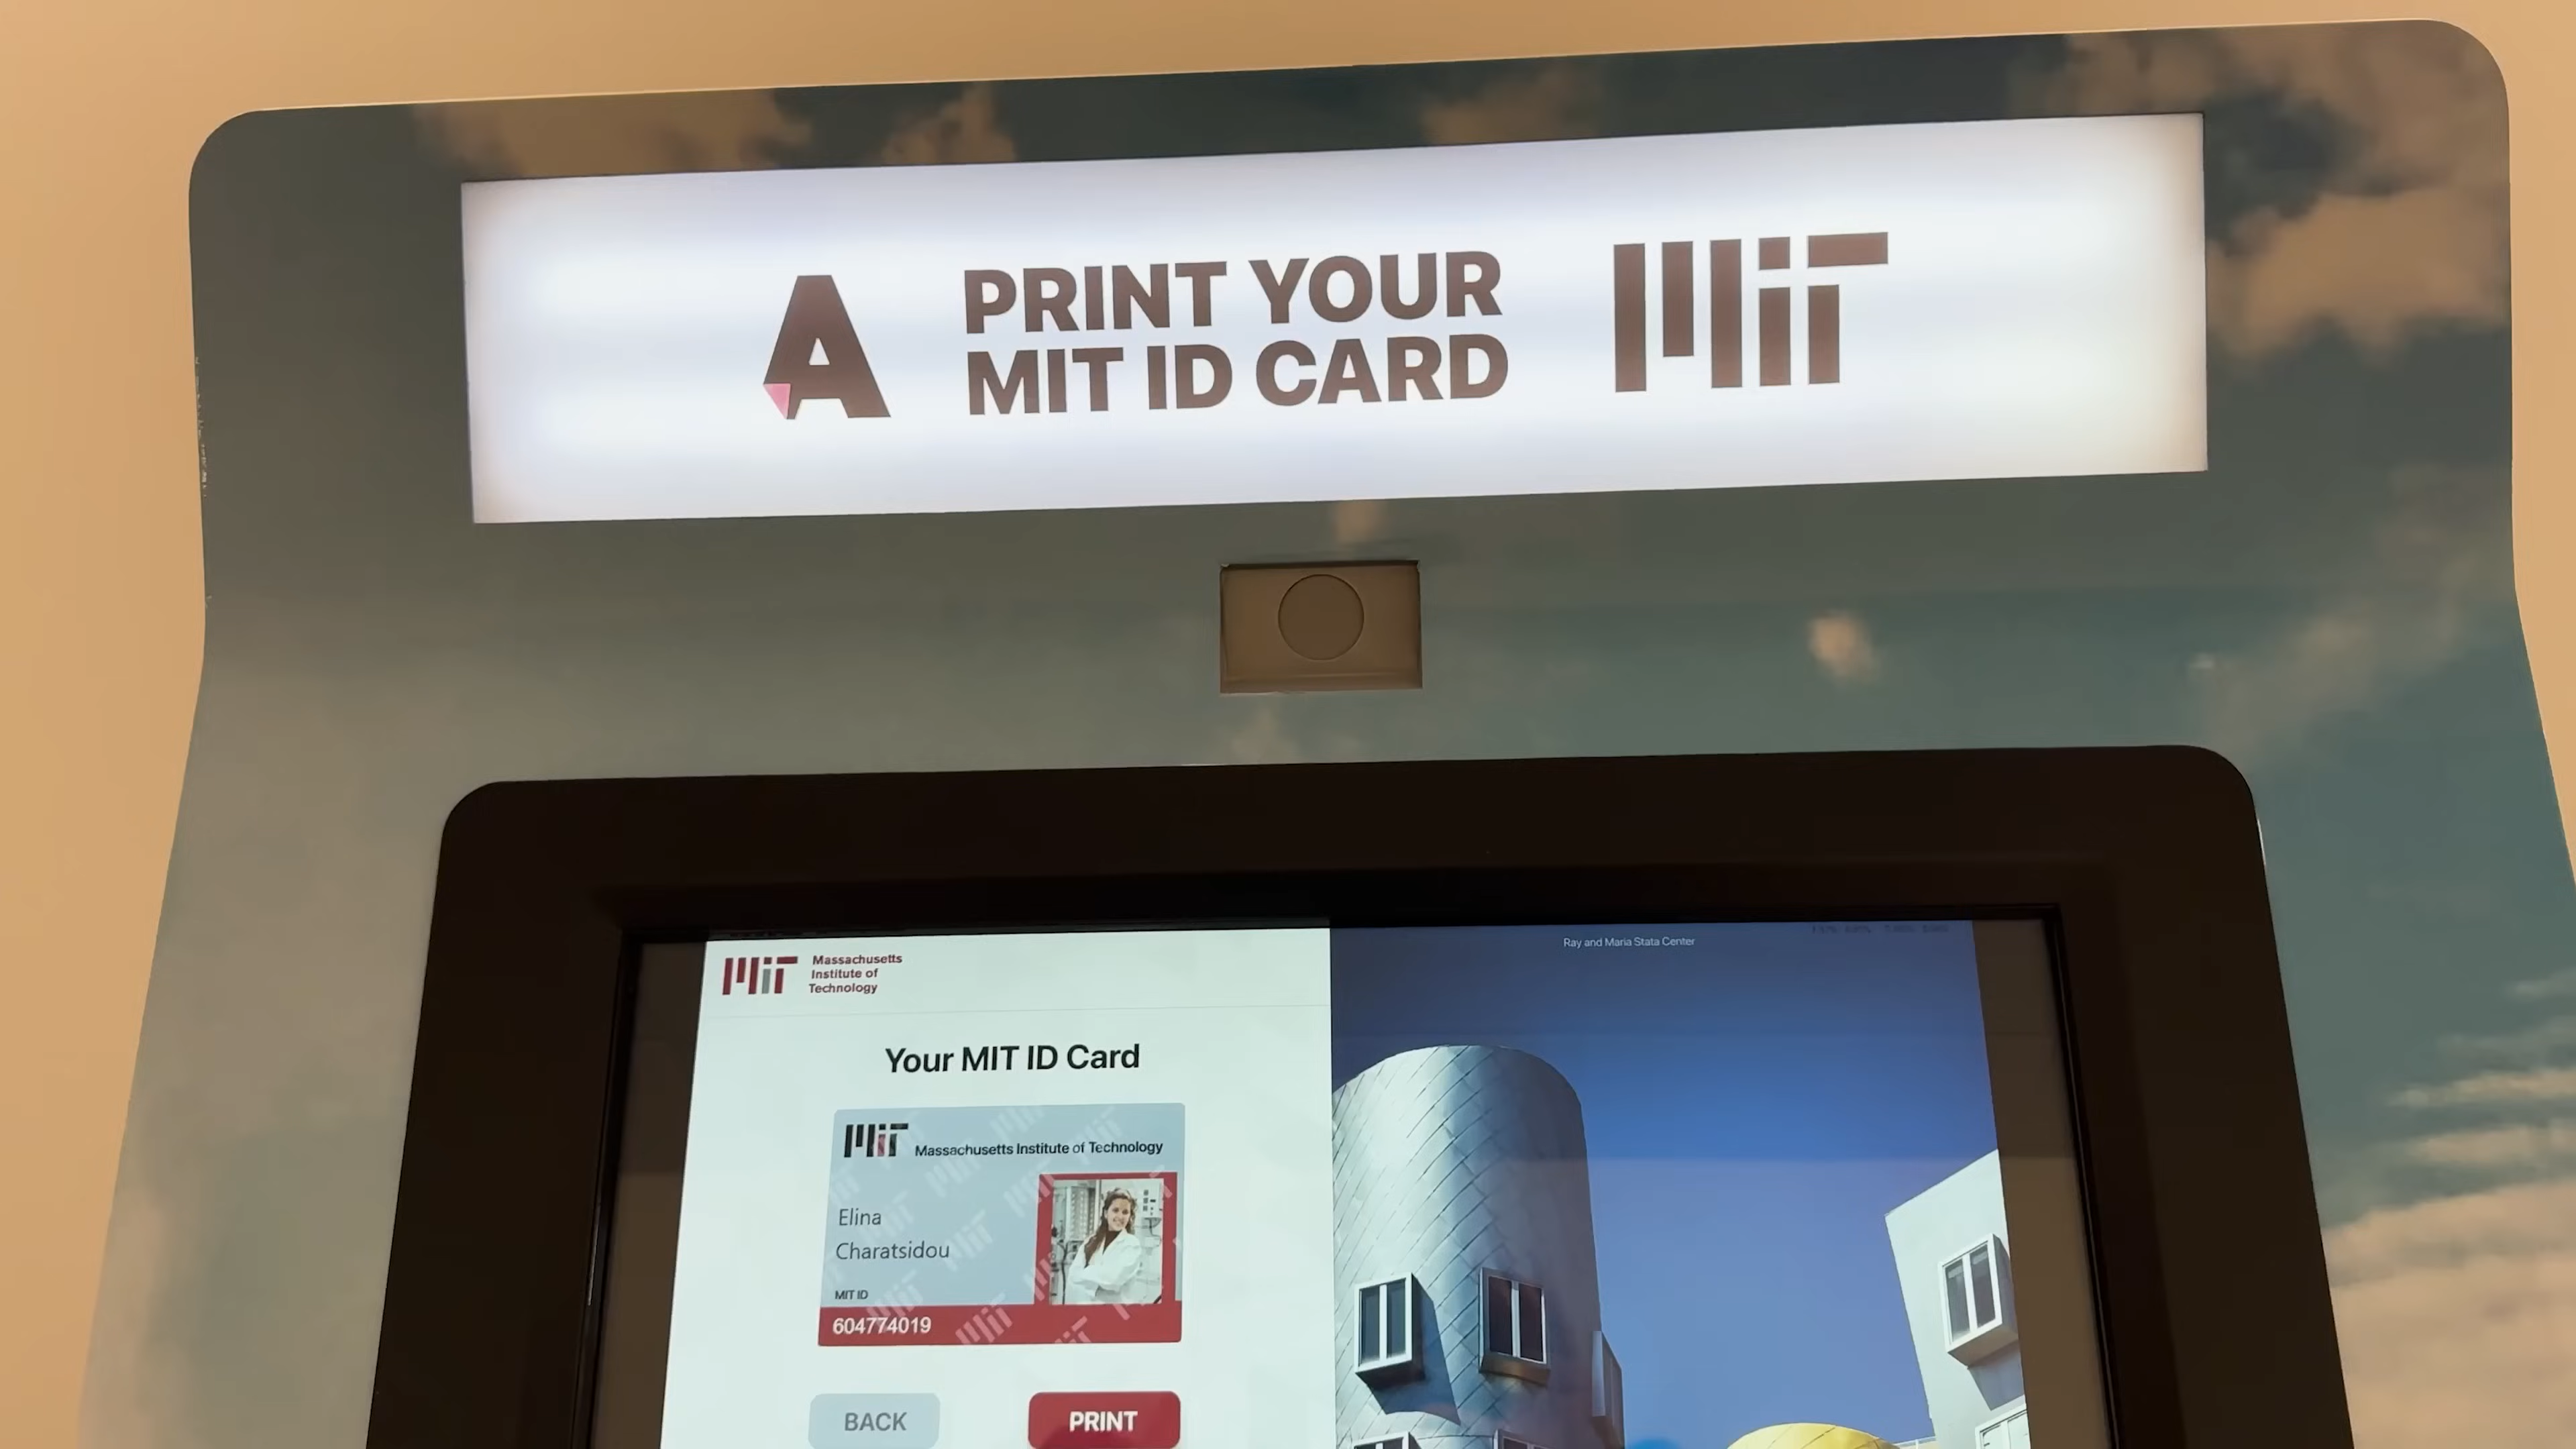 A
PRINT YOUR
MIT ID CARD
MIT
MIT
Massachusetts
Institute of
Technology
Ray and Maria Stata Center
Your MIT ID Card
MIT Massachusetts Institute of Technology
Elina
Charatsidou
MIT ID
604774019
BACK
PRINT